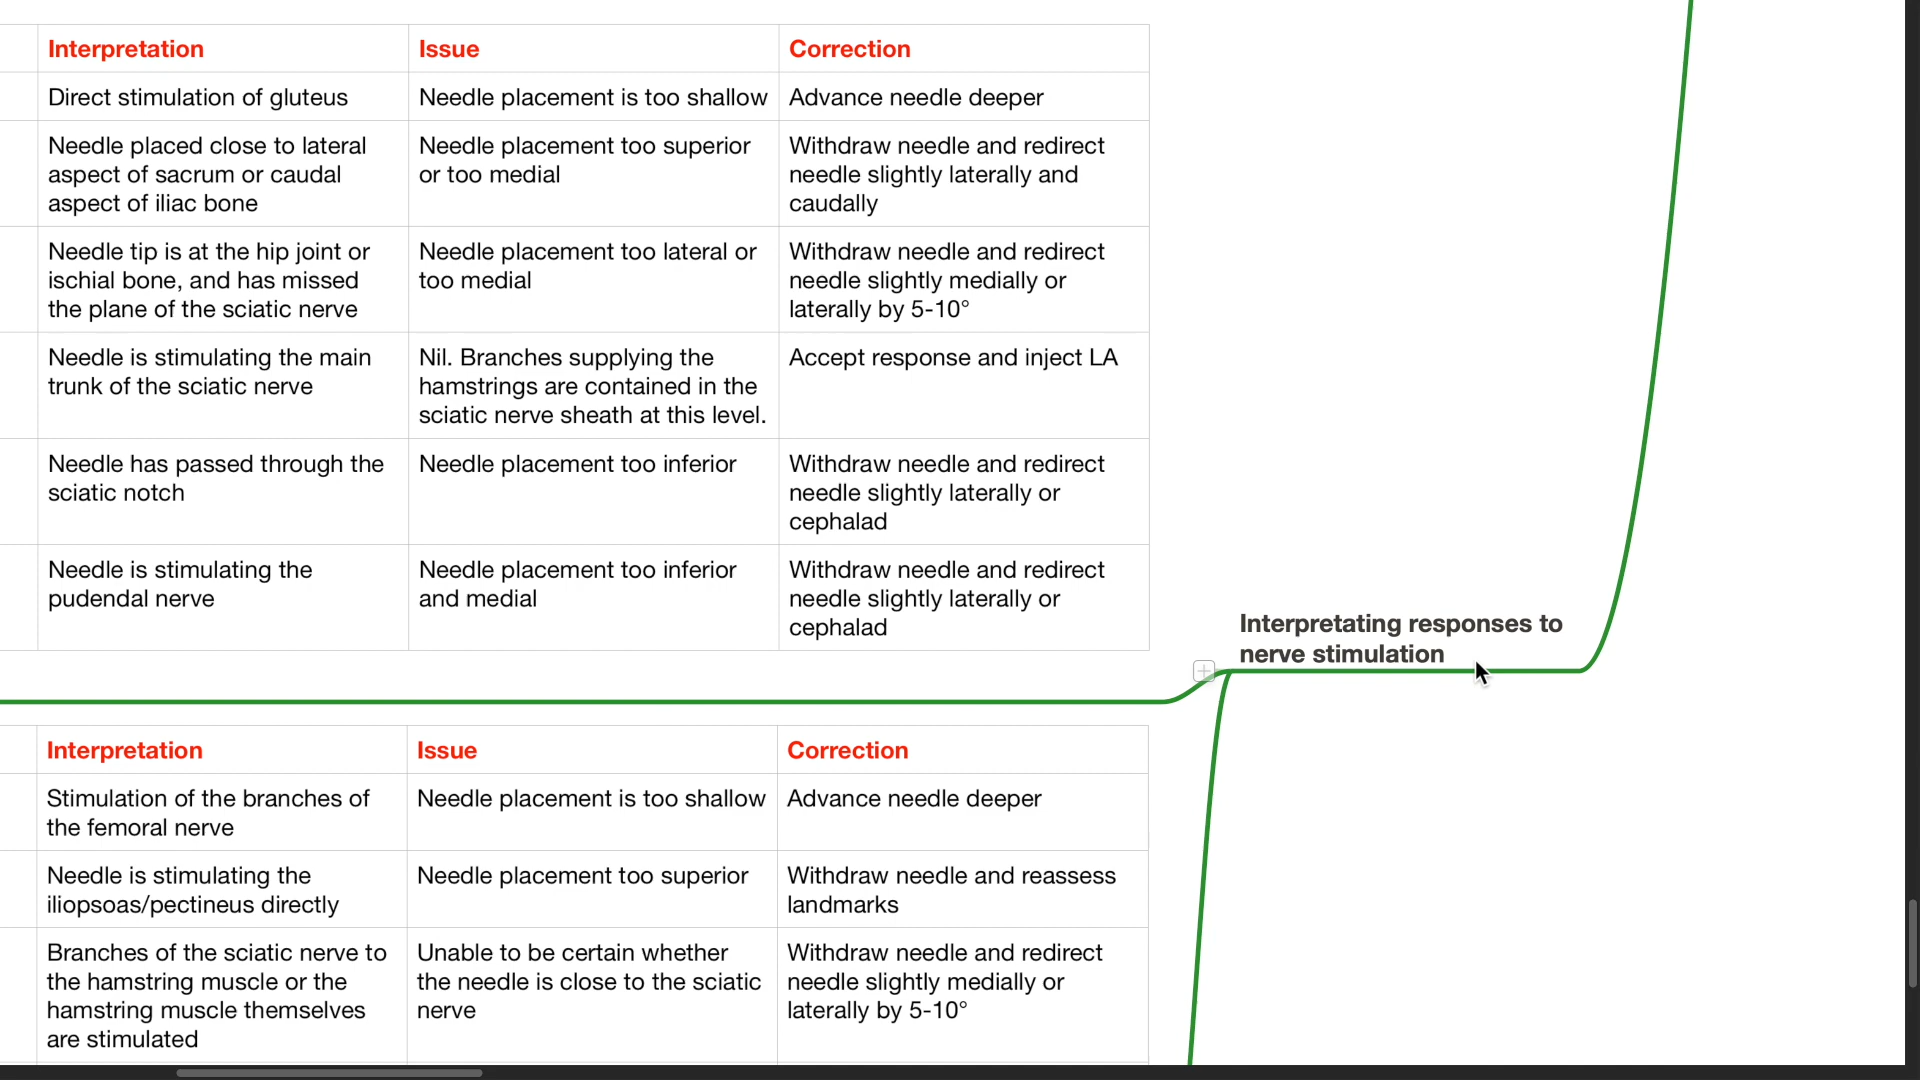 Interpretation Issue Correction
Direct stimulation of gluteus Needle placement is too shallow Advance needle deeper
Needle placed close to lateral Needle placement too superior Withdraw needle and redirect
aspect of sacrum or caudal or too medial needle slightly laterally and
aspect of iliac bone caudally
Needle tip is at the hip joint or Needle placement too lateral or Withdraw needle and redirect
ischial bone, and has missed too medial needle slightly medially or
the plane of the sciatic nerve laterally by 5-10°
Needle is stimulating the main Nil. Branches supplying the Accept response and inject LA
trunk of the sciatic nerve hamstrings are contained in the
sciatic nerve sheath at this level.
Needle has passed through the Needle placement too inferior Withdraw needle and redirect
sciatic notch needle slightly laterally or
cephalad
Needle is stimulating the Needle placement too inferior Withdraw needle and redirect
pudendal nerve and medial needle slightly laterally or
cephalad
Interpretating responses to
nerve stimulation
Interpretation Issue Correction
Stimulation of the branches of Needle placement is too shallow Advance needle deeper
the femoral nerve
Needle is stimulating the Needle placement too superior Withdraw needle and reassess
iliopsoas/pectineus directly landmarks
Branches of the sciatic nerve to Unable to be certain whether Withdraw needle and redirect
the hamstring muscle or the the needle is close to the sciatic needle slightly medially or
hamstring muscle themselves nerve laterally by 5-10°
are stimulated